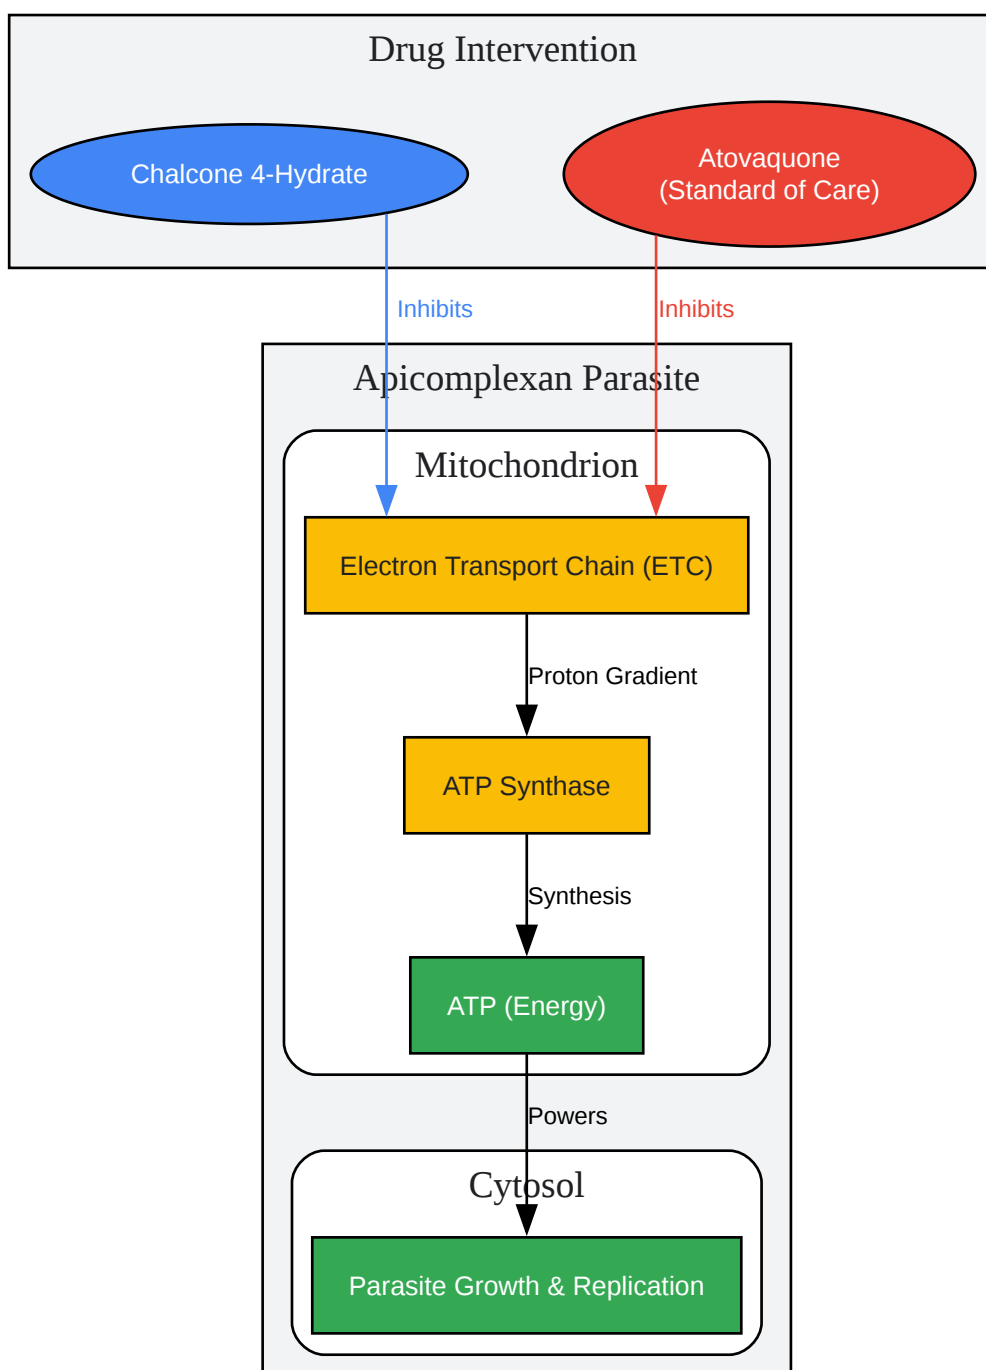 Drug Intervention
Chalcone 4-Hydrate
Atovaquone
(Standard of Care)
Inhibits
Inhibits
Apicomplexan Parasite
Mitochondrion
Electron Transport Chain (ETC)
Proton Gradient
ATP Synthase
Synthesis
ATP (Energy)
Powers
Cytosol
Parasite Growth & Replication